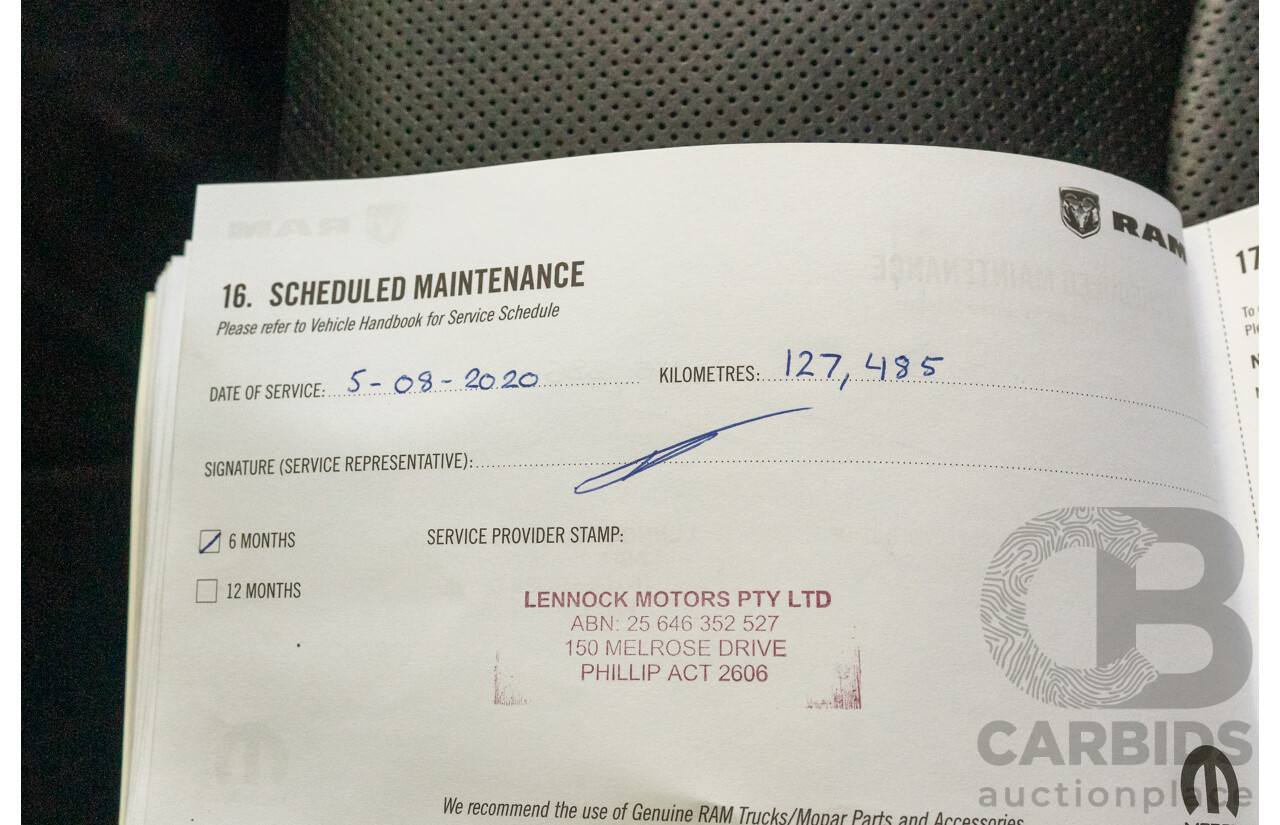 RAM
16. SCHEDULED MAINTENANCE
Please refer to Vehicle Handbook for Service Schedule
DATE OF SERVICE: 5-08-2020 KILOMETRES: 127,485
SIGNATURE (SERVICE REPRESENTATIVE):
6 MONTHS
SERVICE PROVIDER STAMP:
12 MONTHS
LENNOCK MOTORS PTY LTD
ABN: 25 646 352 527
150 MELROSE DRIVE
PHILLIP ACT 2606
We recommend the use of Genuine RAM Trucks/Mopar Parts and Accessories
17
To
CB
CARBIDS
auctionplace